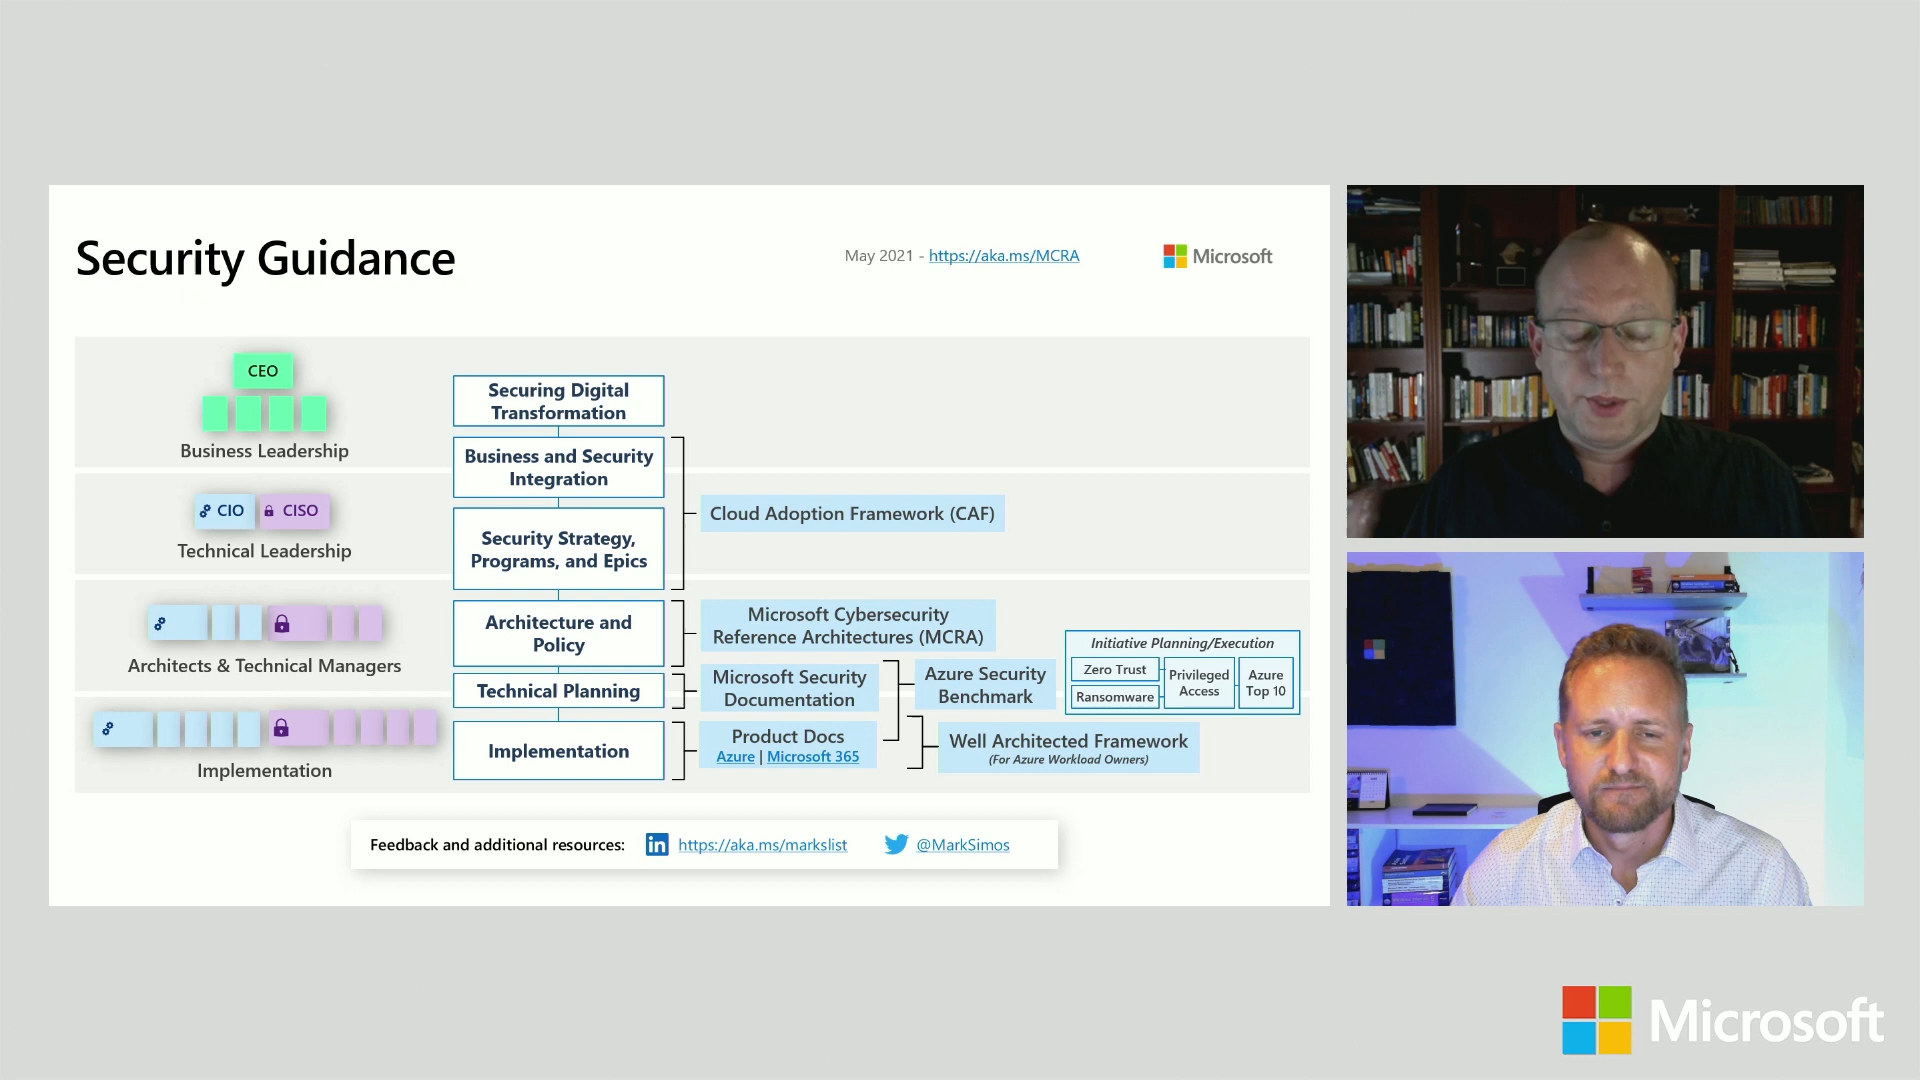 Security Guidance
May 2021 - https://aka.ms/MCRA
Microsoft
CEO
Business Leadership
CIO
CISO
Technical Leadership
Architects & Technical Managers
Implementation
Securing Digital
Transformation
Business and Security
Integration
Security Strategy,
Programs, and Epics
Architecture and
Policy
Technical Planning
Implementation
Cloud Adoption Framework (CAF)
Microsoft Cybersecurity
Reference Architectures (MCRA)
Microsoft Security
Documentation
Product Docs
Azure | Microsoft 365
Azure Security
Benchmark
Well Architected Framework
(For Azure Workload Owners)
Initiative Planning/Execution
Zero Trust
Ransomware
Privileged
Access
Azure
Top 10
Feedback and additional resources:
https://aka.ms/markslist
@MarkSimos
Microsoft